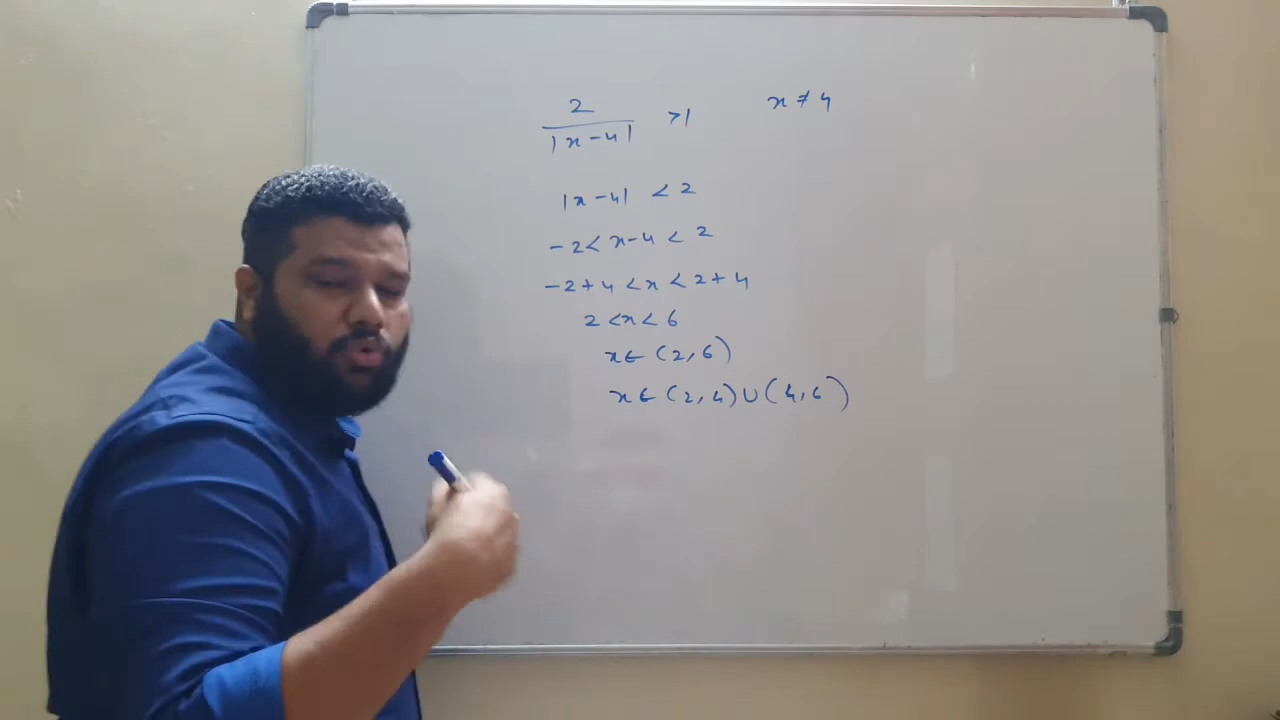 2/|x-4| >1 x≠4
|x-4| <2
-2< x-4 < 2
-2+4 <x <2+4
2 <x< 6
x∈ (2,6)
x∈ (2,4)∪(4,6)